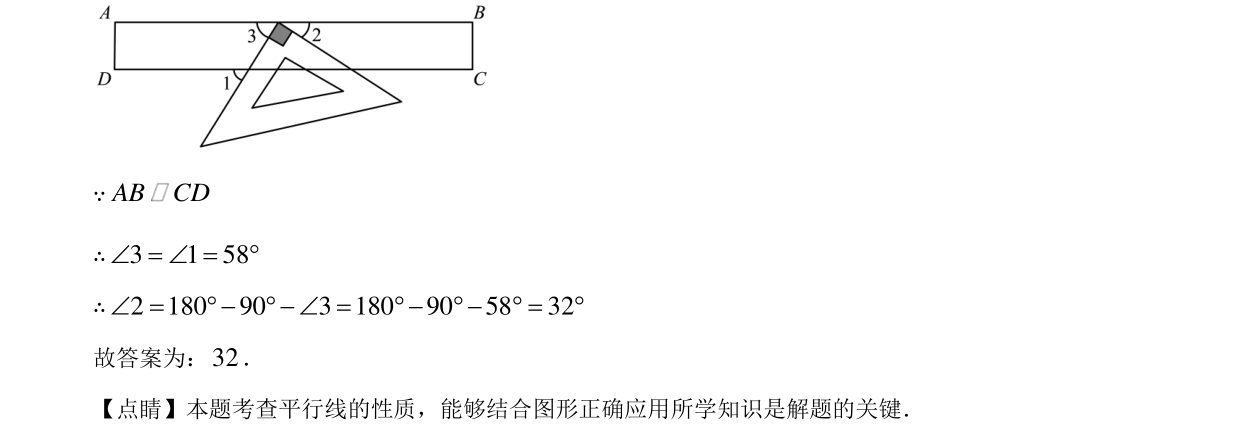 A B
3 2
D 1 C
∵ AB▱CD
∴ ∠3 = ∠1 = 58°
∴ ∠2 = 180° − 90° − ∠3 = 180° − 90° − 58° = 32°
故答案为：32．
【点睛】本题考查平行线的性质，能够结合图形正确应用所学知识是解题的关键．